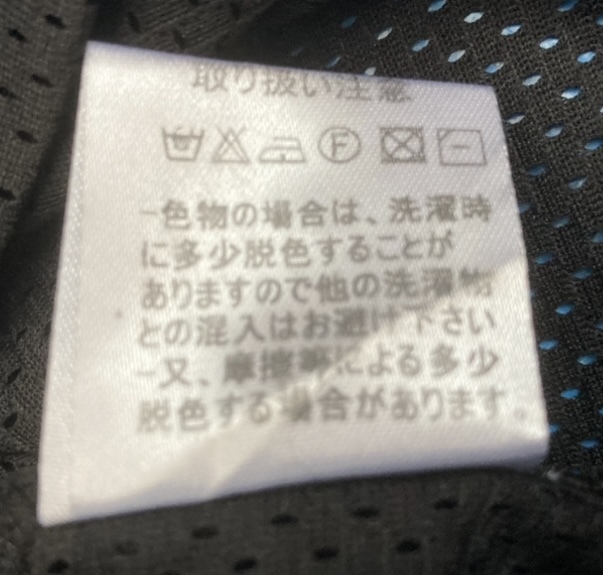 取り扱い注意
F
-色物の場合は、洗濯時
に多少脱色することが
ありますので他の洗濯物
との混入はお避け下さい
-又、摩擦等による多少
脱色する場合があります。